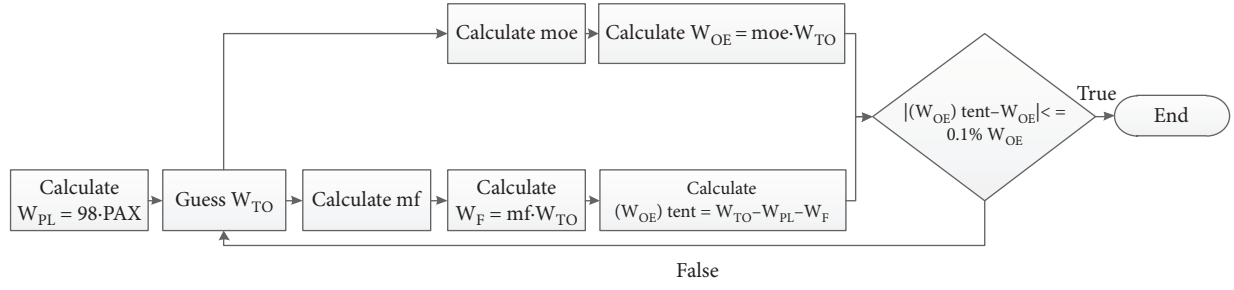 Calculate moe
Calculate W_OE = moe·W_TO
|(W_OE) tent–W_OE|< =
0.1% W_OE
True
End
Calculate
W_PL = 98·PAX
Guess W_TO
Calculate mf
Calculate
W_F = mf·W_TO
Calculate
(W_OE) tent = W_TO–W_PL–W_F
False